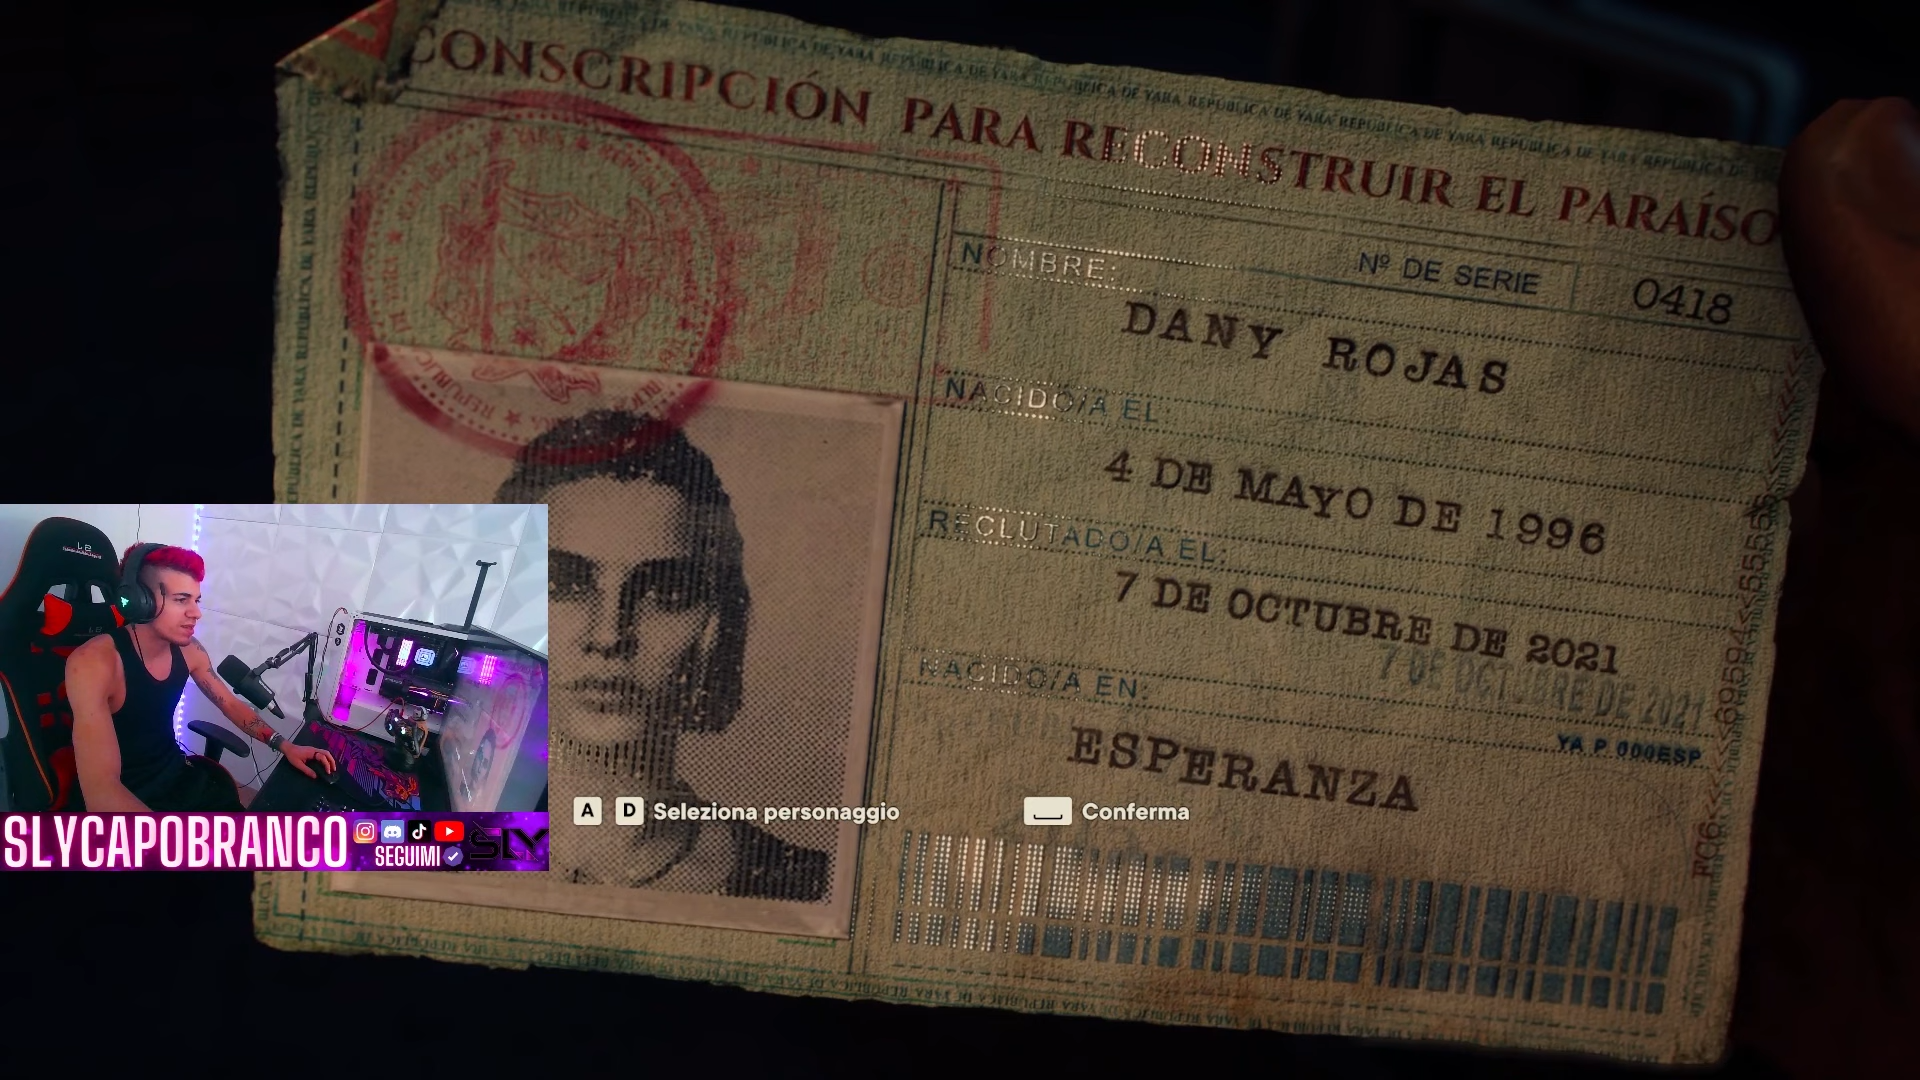 CONSCRIPCIÓN PARA RECONSTRUIR EL PARAÍSO
NOMBRE:
Nº DE SERIE
0418
DANY ROJAS
NACIDO/A EL:
4 DE MAYO DE 1996
RECLUTADO/A EL:
7 DE OCTUBRE DE 2021
7 DE OCTUBRE DE 2021
NACIDO/A EN:
YA P 000ESP
ESPERANZA
A D Seleziona personaggio
Conferma
SLYCAPOBRANCO
SEGUIMI
SLY